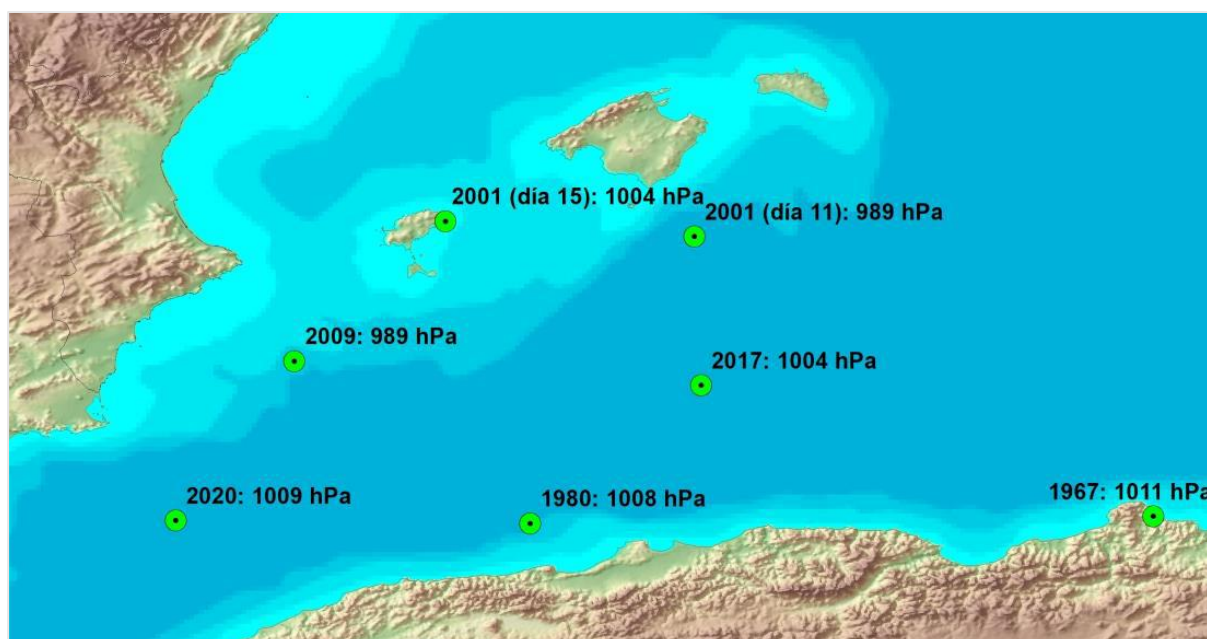 2001 (día 15): 1004 hPa
2001 (día 11): 989 hPa
2009: 989 hPa
2017: 1004 hPa
2020: 1009 hPa
1980: 1008 hPa
1967: 1011 hPa